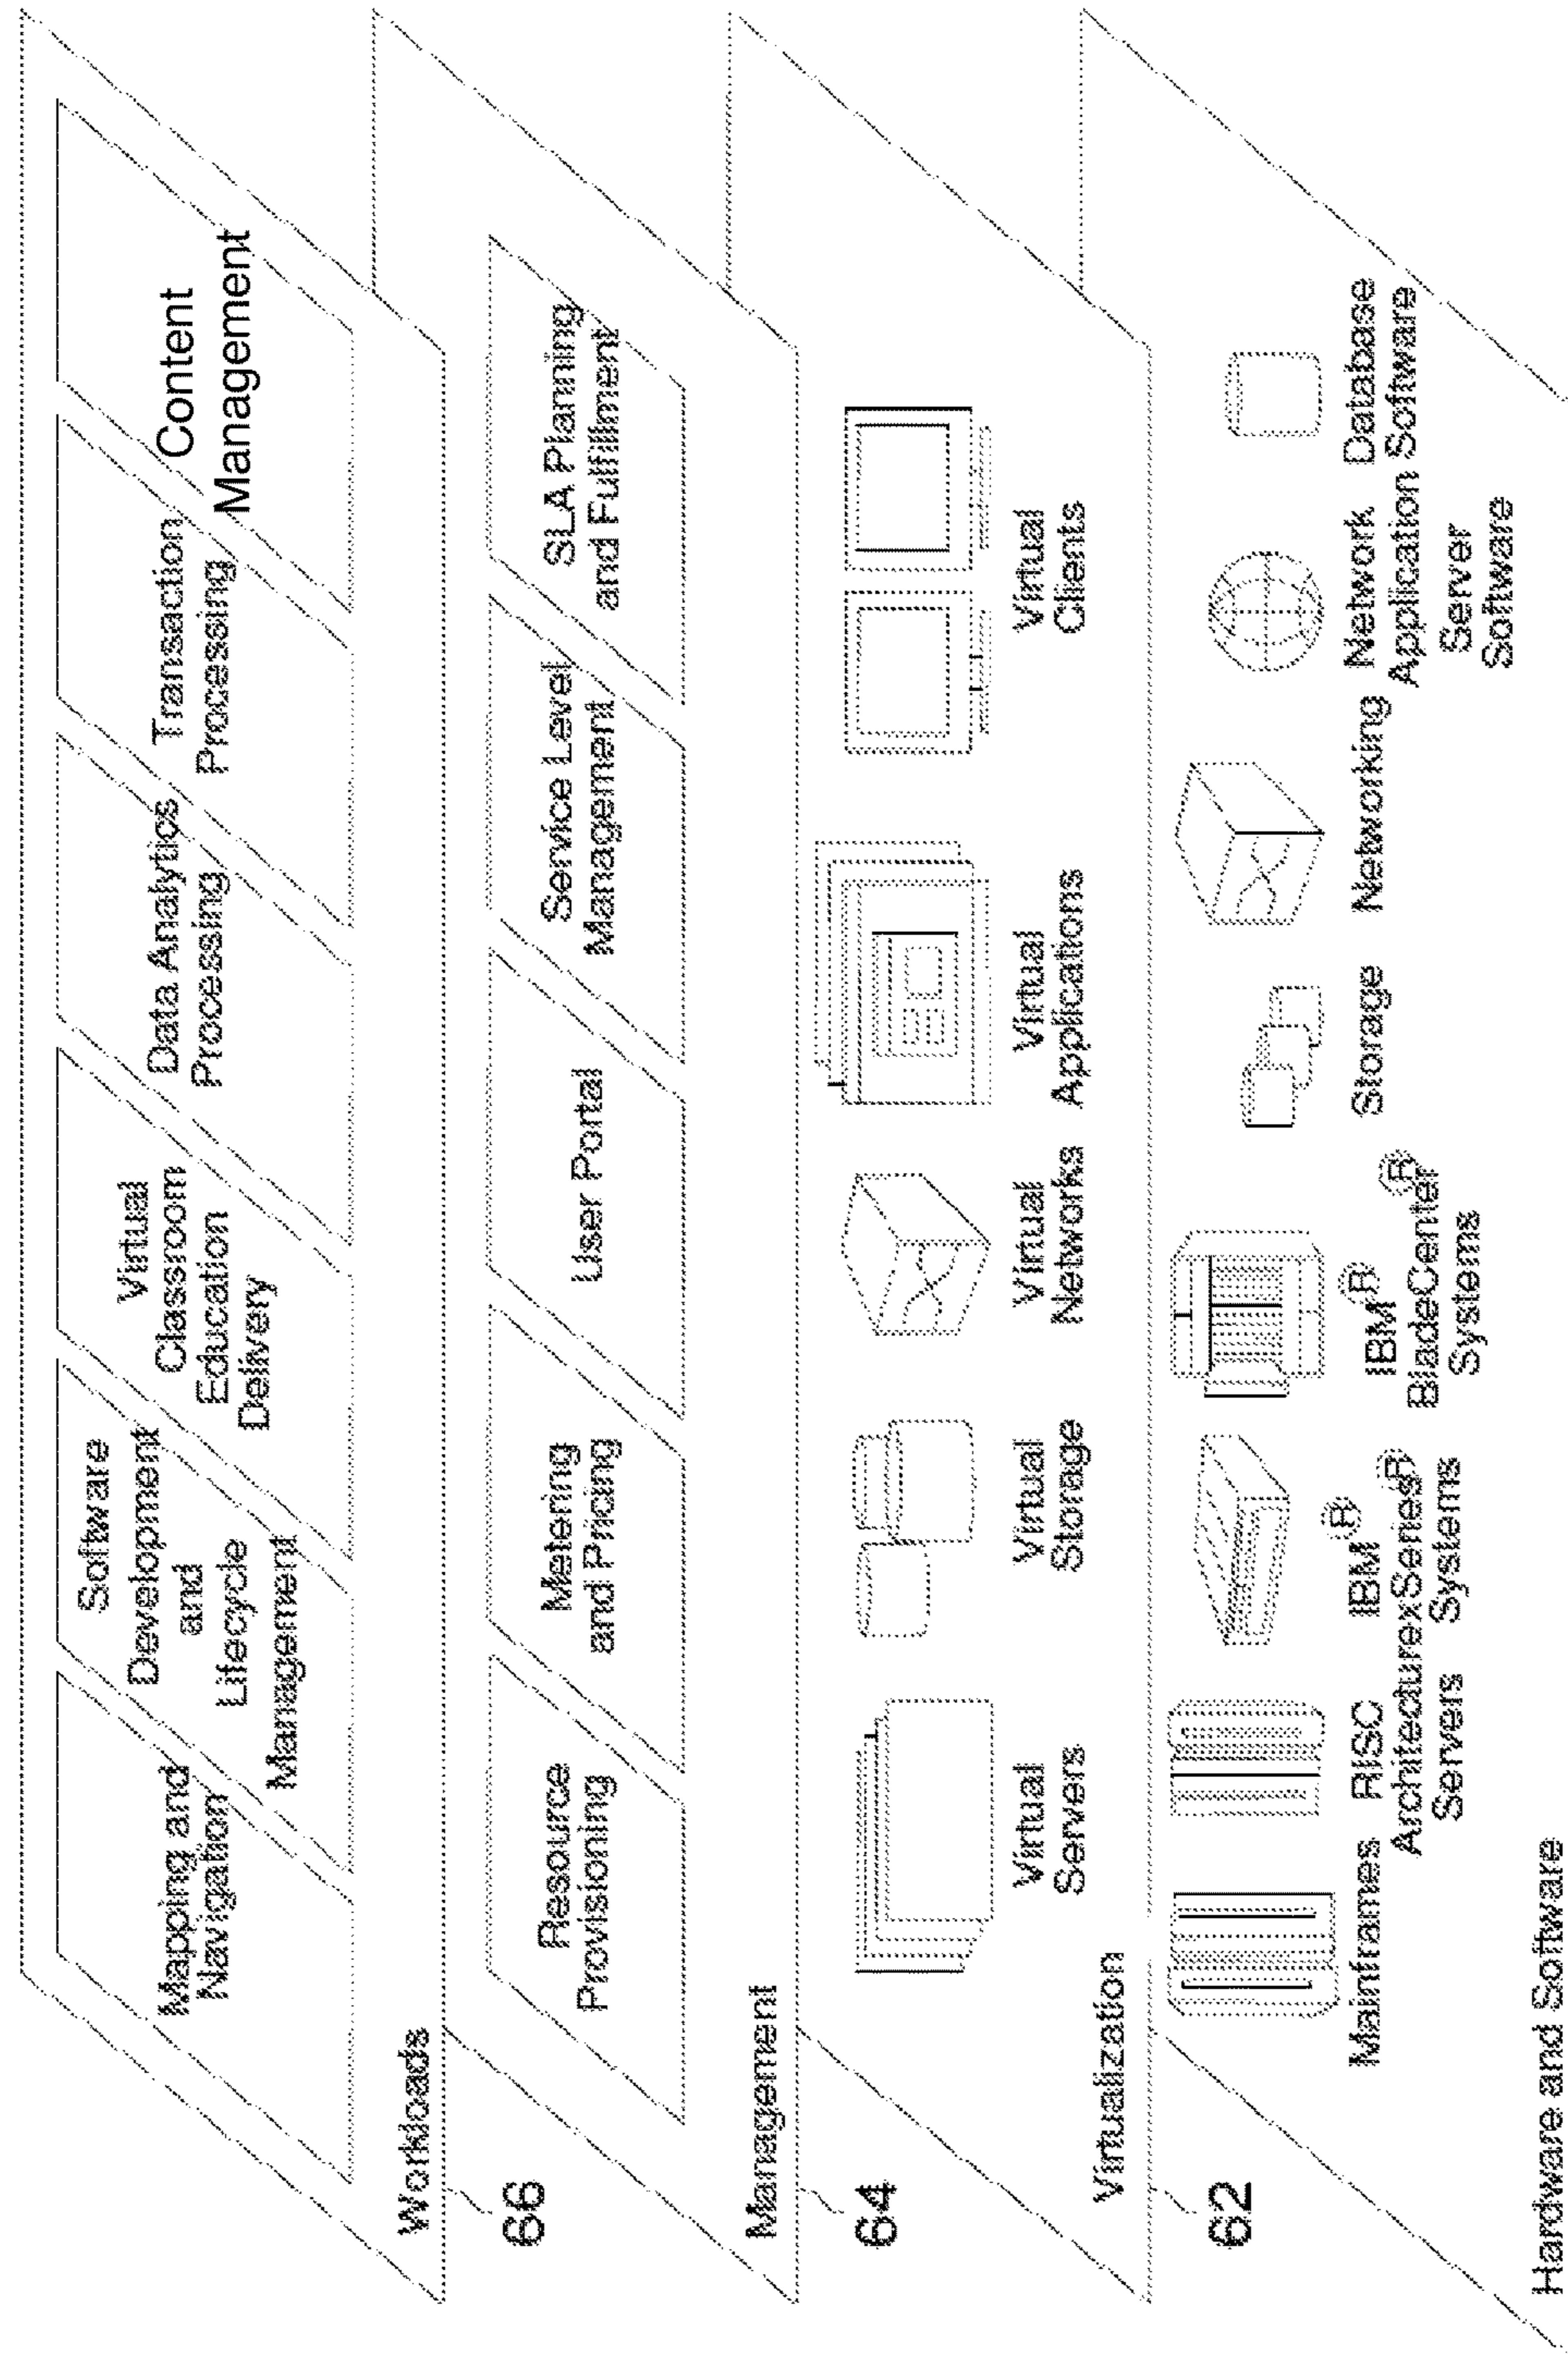 Mapping and
Navigation
Software
Development
and
Lifecycle
Management
Virtual
Classroom
Education
Delivery
Data Analytics
Processing
Transaction
Processing
Content
Management
Workloads
66
Resource
Provisioning
Metering
and Pricing
User Portal
Service Level
Management
SLA Planning
and Fulfillment
Management
64
Virtual
Servers
Virtual
Storage
Virtual
Networks
Virtual
Applications
Virtual
Clients
Virtualization
62
Mainframes
RISC
Architecture
Servers
IBM®
xSeries®
Systems
IBM®
BladeCenter®
Systems
Storage
Networking
Network
Application
Server
Software
Database
Software
Hardware and Software